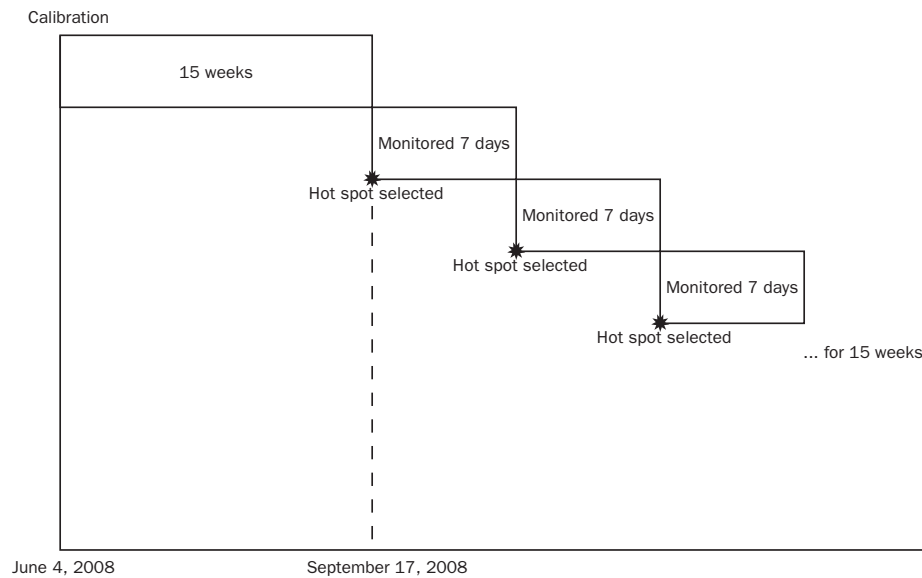 Calibration
15 weeks
Monitored 7 days
Hot spot selected
Monitored 7 days
Hot spot selected
Monitored 7 days
Hot spot selected
... for 15 weeks
June 4, 2008
September 17, 2008